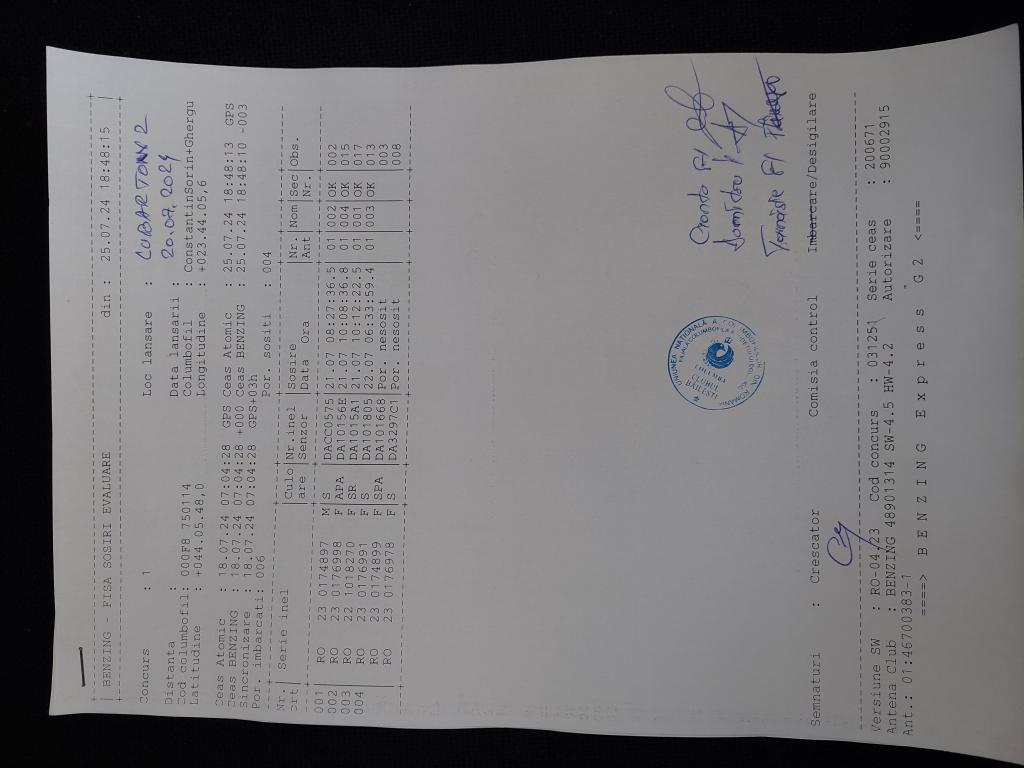 BENZING - FISA SOSIRI EVALUARE din : 25.07.24 18:48:15
Concurs : 1 Loc lansare :
Distanta : Data lansarii : 20.07.2024
Cod columbofil: 000F8 750114 Columbofil : ConstantinSorin+Ghergu
Latitudine : +044.05.48,0 Longitudine : +023.44.05,6
Ceas Atomic : 18.07.24 07:04:28 GPS Ceas Atomic : 25.07.24 18:48:13 GPS
Ceas BENZING : 18.07.24 07:04:28 +000 Ceas BENZING : 25.07.24 18:48:10 -003
Sincronizare : 18.07.24 07:04:28 GPS+03h
Por. imbarcati: 006 Por. sositi : 004
Nr.| Serie inel |Culo|Nr.inel |Sosire |Nr. |Nom|Sec|Obs.
crt| |are |Senzor |Data Ora |Ant | | |Nr.
001 RO 23 0174897 M S DACC0575 21.07 08:27:36.5 01 002 OK 002
002 RO 23 0176998 F APA DA10156E 21.07 10:08:36.8 01 004 OK 015
003 RO 22 1018270 F SR DA1015A1 21.07 10:12:22.5 01 001 OK 017
004 RO 23 0176991 F S DA101805 22.07 06:33:59.4 01 003 OK 013
RO 23 0174899 F SPA DA101668 Por. nesosit 003
RO 23 0176978 F S DA3297C1 Por. nesosit 008
UNIUNEA NATIONALA A COLUMBOFILILOR DIN ROMANIA
COLUMBA
CLUBUL
BAILESTI
Semnaturi : Crescator Comisia control Imbarcare/Desigilare
Versiune SW : RO-04.23 Cod concurs : 031251 Serie ceas : 200671
Antena Club : BENZING 48901314 SW-4.5 HW-4.2 Autorizare : 90002915
Ant.: 01:46700383-1
====> B E N Z I N G E x p r e s s G 2 <====